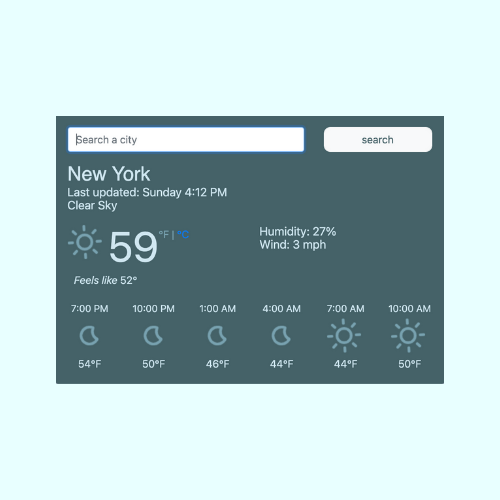 Search a city
search
New York
Last updated: Sunday 4:12 PM
Clear Sky
59 °F | °C
Humidity: 27%
Wind: 3 mph
Feels like 52°
7:00 PM 10:00 PM 1:00 AM 4:00 AM 7:00 AM 10:00 AM
54°F 50°F 46°F 44°F 44°F 50°F